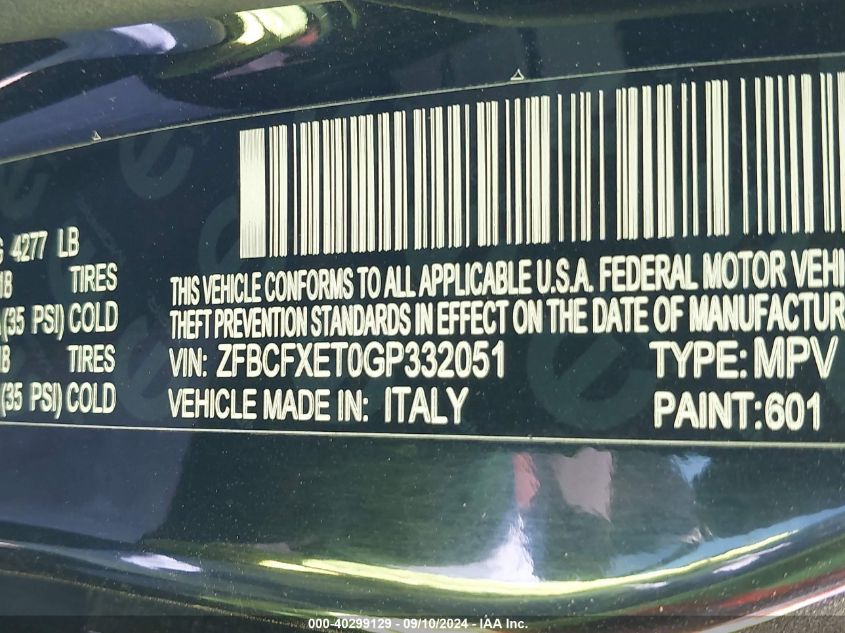 4277 LB
TIRES
(35 PSI) COLD
TIRES
(35 PSI) COLD
THIS VEHICLE CONFORMS TO ALL APPLICABLE U.S.A. FEDERAL MOTOR VEHI
THEFT PREVENTION STANDARDS IN EFFECT ON THE DATE OF MANUFACTUR
VIN: ZFBCFXET0GP332051 TYPE: MPV
VEHICLE MADE IN: ITALY PAINT:601
000-40299129 - 09/10/2024 - IAA Inc.